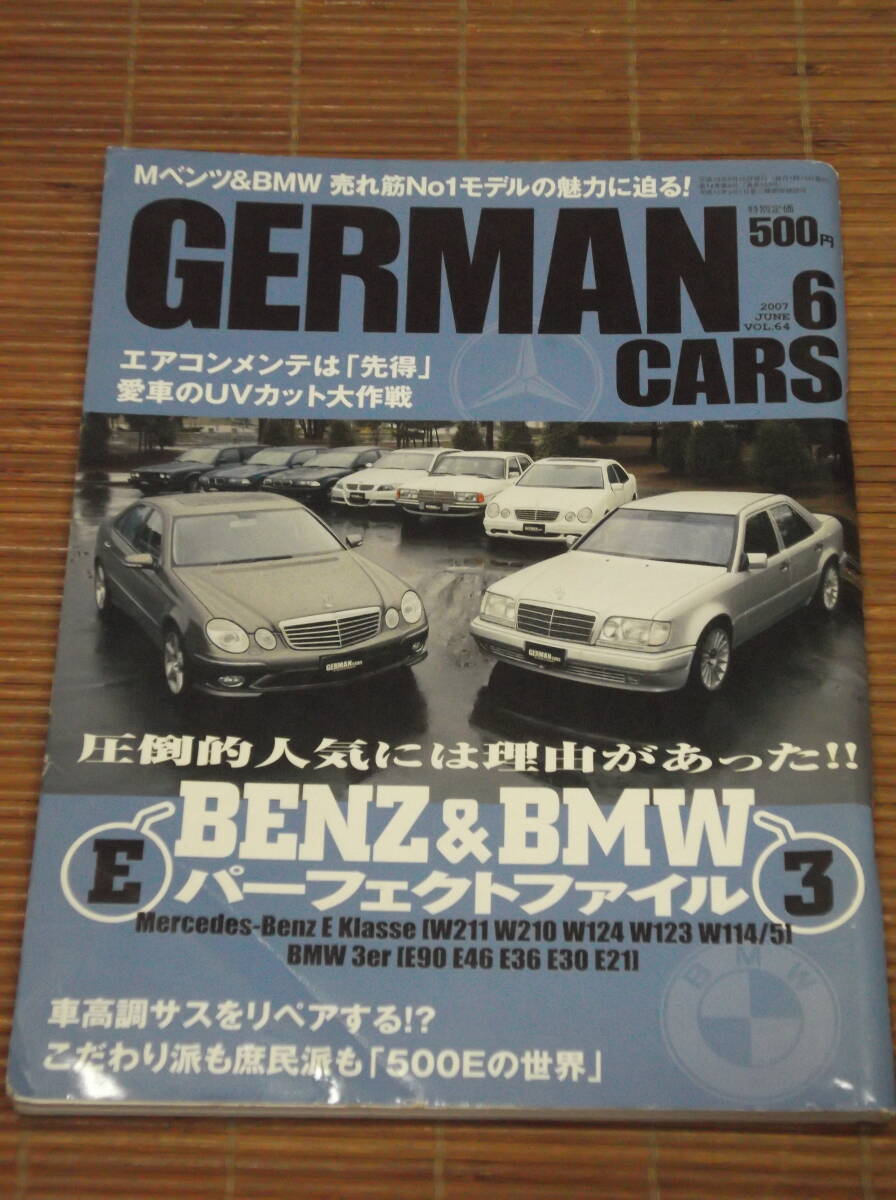 Mベンツ&BMW 売れ筋No1モデルの魅力に迫る!
特別定価
500円
GERMAN
2007
JUNE
VOL.64
6
CARS
エアコンメンテは「先得」
愛車のUVカット大作戦
GERMAN CARS
圧倒的人気には理由があった!!
BENZ&BMW
E
パーフェクトファイル
3
Mercedes-Benz E Klasse [W211 W210 W124 W123 W114/5]
BMW 3er [E90 E46 E36 E30 E21]
BMW
車高調サスをリペアする!?
こだわり派も庶民派も「500Eの世界」